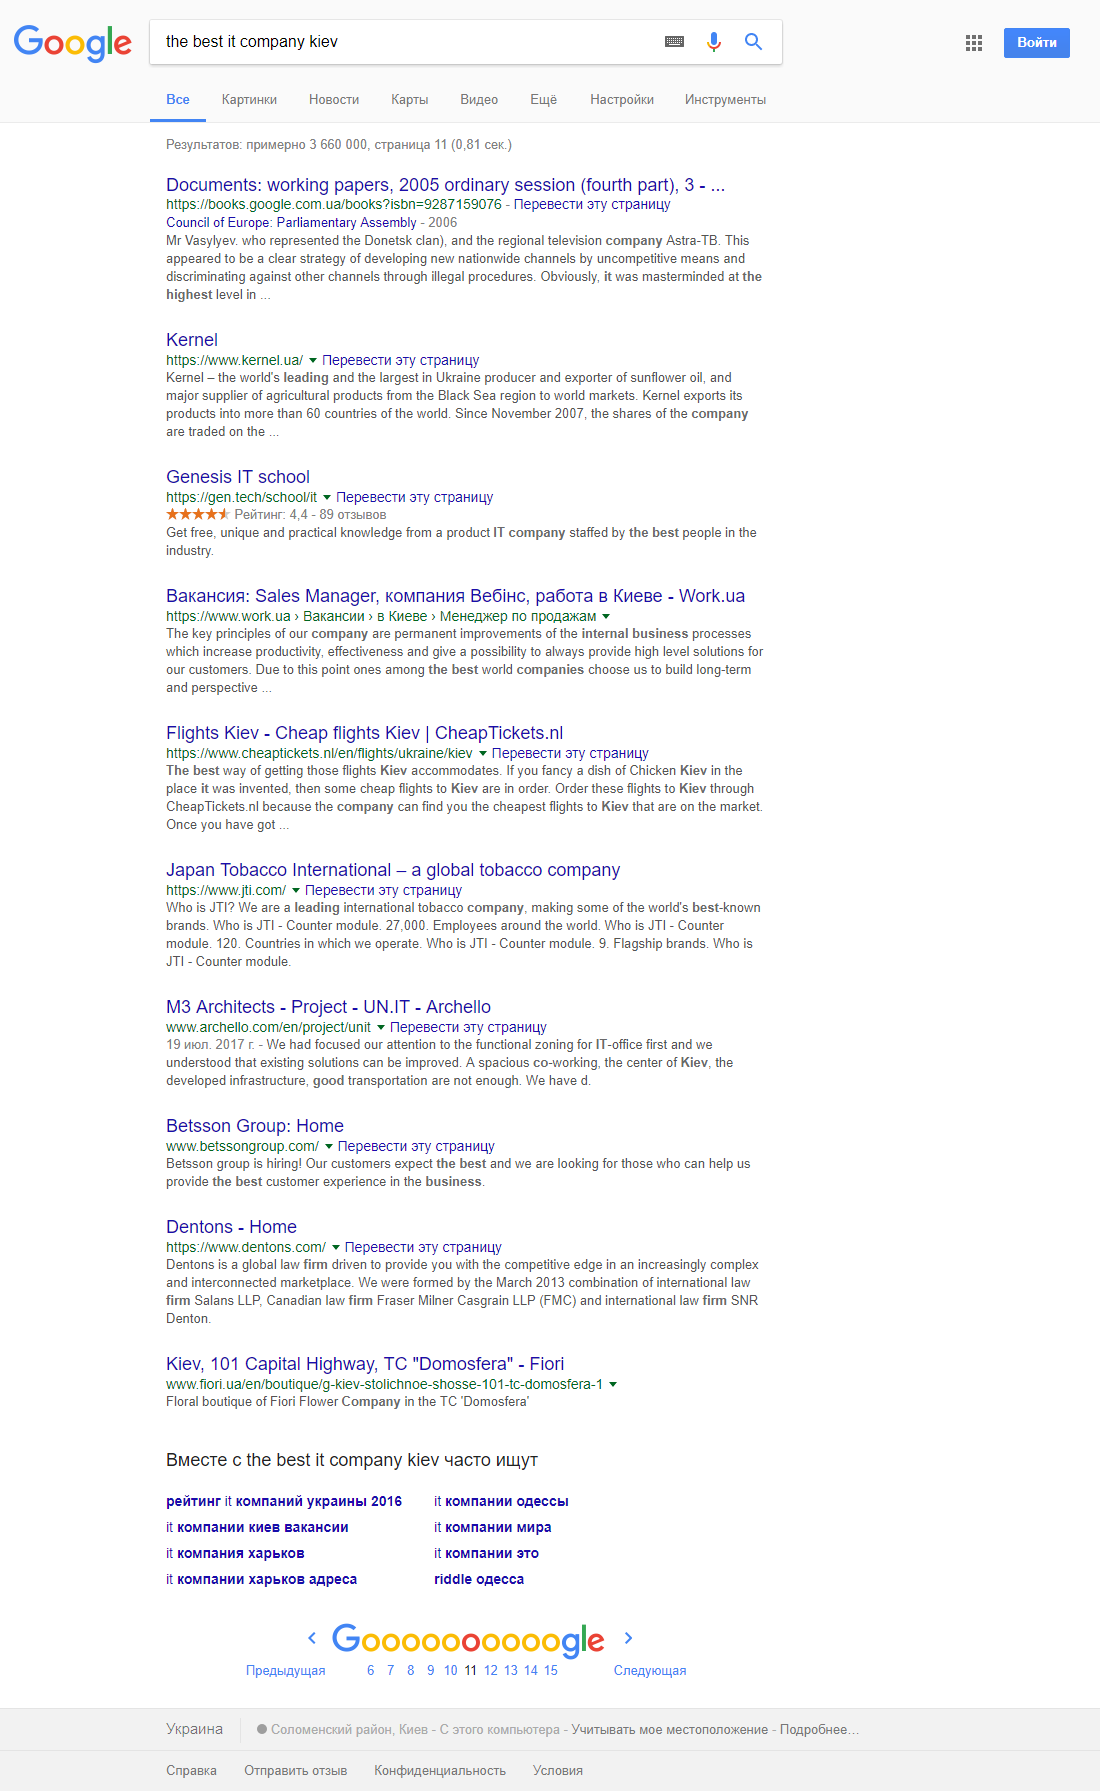 Google
the best it company kiev
Войти
Все Картинки Новости Карты Видео Ещё Настройки Инструменты
Результатов: примерно 3 660 000, страница 11 (0,81 сек.)
Documents: working papers, 2005 ordinary session (fourth part), 3 - ...
https://books.google.com.ua/books?isbn=9287159076 - Перевести эту страницу
Council of Europe: Parliamentary Assembly - 2006
Mr Vasylyev. who represented the Donetsk clan), and the regional television company Astra-TB. This
appeared to be a clear strategy of developing new nationwide channels by uncompetitive means and
discriminating against other channels through illegal procedures. Obviously, it was masterminded at the
highest level in ...
Kernel
https://www.kernel.ua/ Перевести эту страницу
Kernel – the world's leading and the largest in Ukraine producer and exporter of sunflower oil, and
major supplier of agricultural products from the Black Sea region to world markets. Kernel exports its
products into more than 60 countries of the world. Since November 2007, the shares of the company
are traded on the ...
Genesis IT school
https://gen.tech/school/it Перевести эту страницу
Рейтинг: 4,4 - 89 отзывов
Get free, unique and practical knowledge from a product IT company staffed by the best people in the
industry.
Вакансия: Sales Manager, компания Вебінс, работа в Киеве - Work.ua
https://www.work.ua › Вакансии › в Киеве › Менеджер по продажам
The key principles of our company are permanent improvements of the internal business processes
which increase productivity, effectiveness and give a possibility to always provide high level solutions for
our customers. Due to this point ones among the best world companies choose us to build long-term
and perspective ...
Flights Kiev - Cheap flights Kiev | CheapTickets.nl
https://www.cheaptickets.nl/en/flights/ukraine/kiev Перевести эту страницу
The best way of getting those flights Kiev accommodates. If you fancy a dish of Chicken Kiev in the
place it was invented, then some cheap flights to Kiev are in order. Order these flights to Kiev through
CheapTickets.nl because the company can find you the cheapest flights to Kiev that are on the market.
Once you have got ...
Japan Tobacco International – a global tobacco company
https://www.jti.com/ Перевести эту страницу
Who is JTI? We are a leading international tobacco company, making some of the world's best-known
brands. Who is JTI - Counter module. 27,000. Employees around the world. Who is JTI - Counter
module. 120. Countries in which we operate. Who is JTI - Counter module. 9. Flagship brands. Who is
JTI - Counter module.
M3 Architects - Project - UN.IT - Archello
www.archello.com/en/project/unit Перевести эту страницу
19 июл. 2017 г. - We had focused our attention to the functional zoning for IT-office first and we
understood that existing solutions can be improved. A spacious co-working, the center of Kiev, the
developed infrastructure, good transportation are not enough. We have d.
Betsson Group: Home
www.betssongroup.com/ Перевести эту страницу
Betsson group is hiring! Our customers expect the best and we are looking for those who can help us
provide the best customer experience in the business.
Dentons - Home
https://www.dentons.com/ Перевести эту страницу
Dentons is a global law firm driven to provide you with the competitive edge in an increasingly complex
and interconnected marketplace. We were formed by the March 2013 combination of international law
firm Salans LLP, Canadian law firm Fraser Milner Casgrain LLP (FMC) and international law firm SNR
Denton.
Kiev, 101 Capital Highway, TC "Domosfera" - Fiori
www.fiori.ua/en/boutique/g-kiev-stolichnoe-shosse-101-tc-domosfera-1
Floral boutique of Fiori Flower Company in the TC 'Domosfera'
Вместе с the best it company kiev часто ищут
рейтинг it компаний украины 2016 it компании одессы
it компании киев вакансии it компании мира
it компания харьков it компании это
it компании харьков адреса riddle одесса
Goooooooooogle
Предыдущая 6 7 8 9 10 11 12 13 14 15 Следующая
Украина Соломенский район, Киев - С этого компьютера - Учитывать мое местоположение - Подробнее…
Справка Отправить отзыв Конфиденциальность Условия